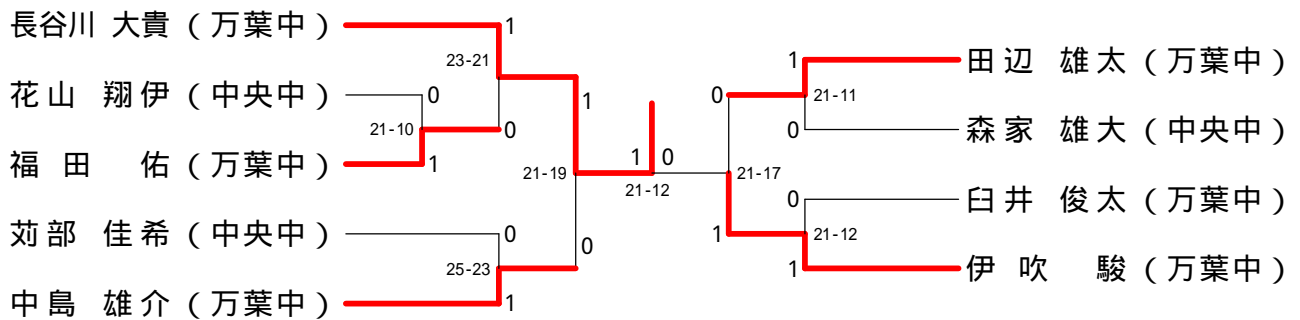 長谷川 大貴 ( 万葉中 ) 1
23-21
花山 翔伊 ( 中央中 ) 0 1
21-10 0
福田 佑 ( 万葉中 ) 1
21-19
苅部 佳希 ( 中央中 ) 0 0
25-23
中島 雄介 ( 万葉中 ) 1
1 0
21-12
1 田辺 雄太 ( 万葉中 )
0 21-11
0 森家 雄大 ( 中央中 )
21-17
0 臼井 俊太 ( 万葉中 )
1 21-12
1 伊吹 駿 ( 万葉中 )